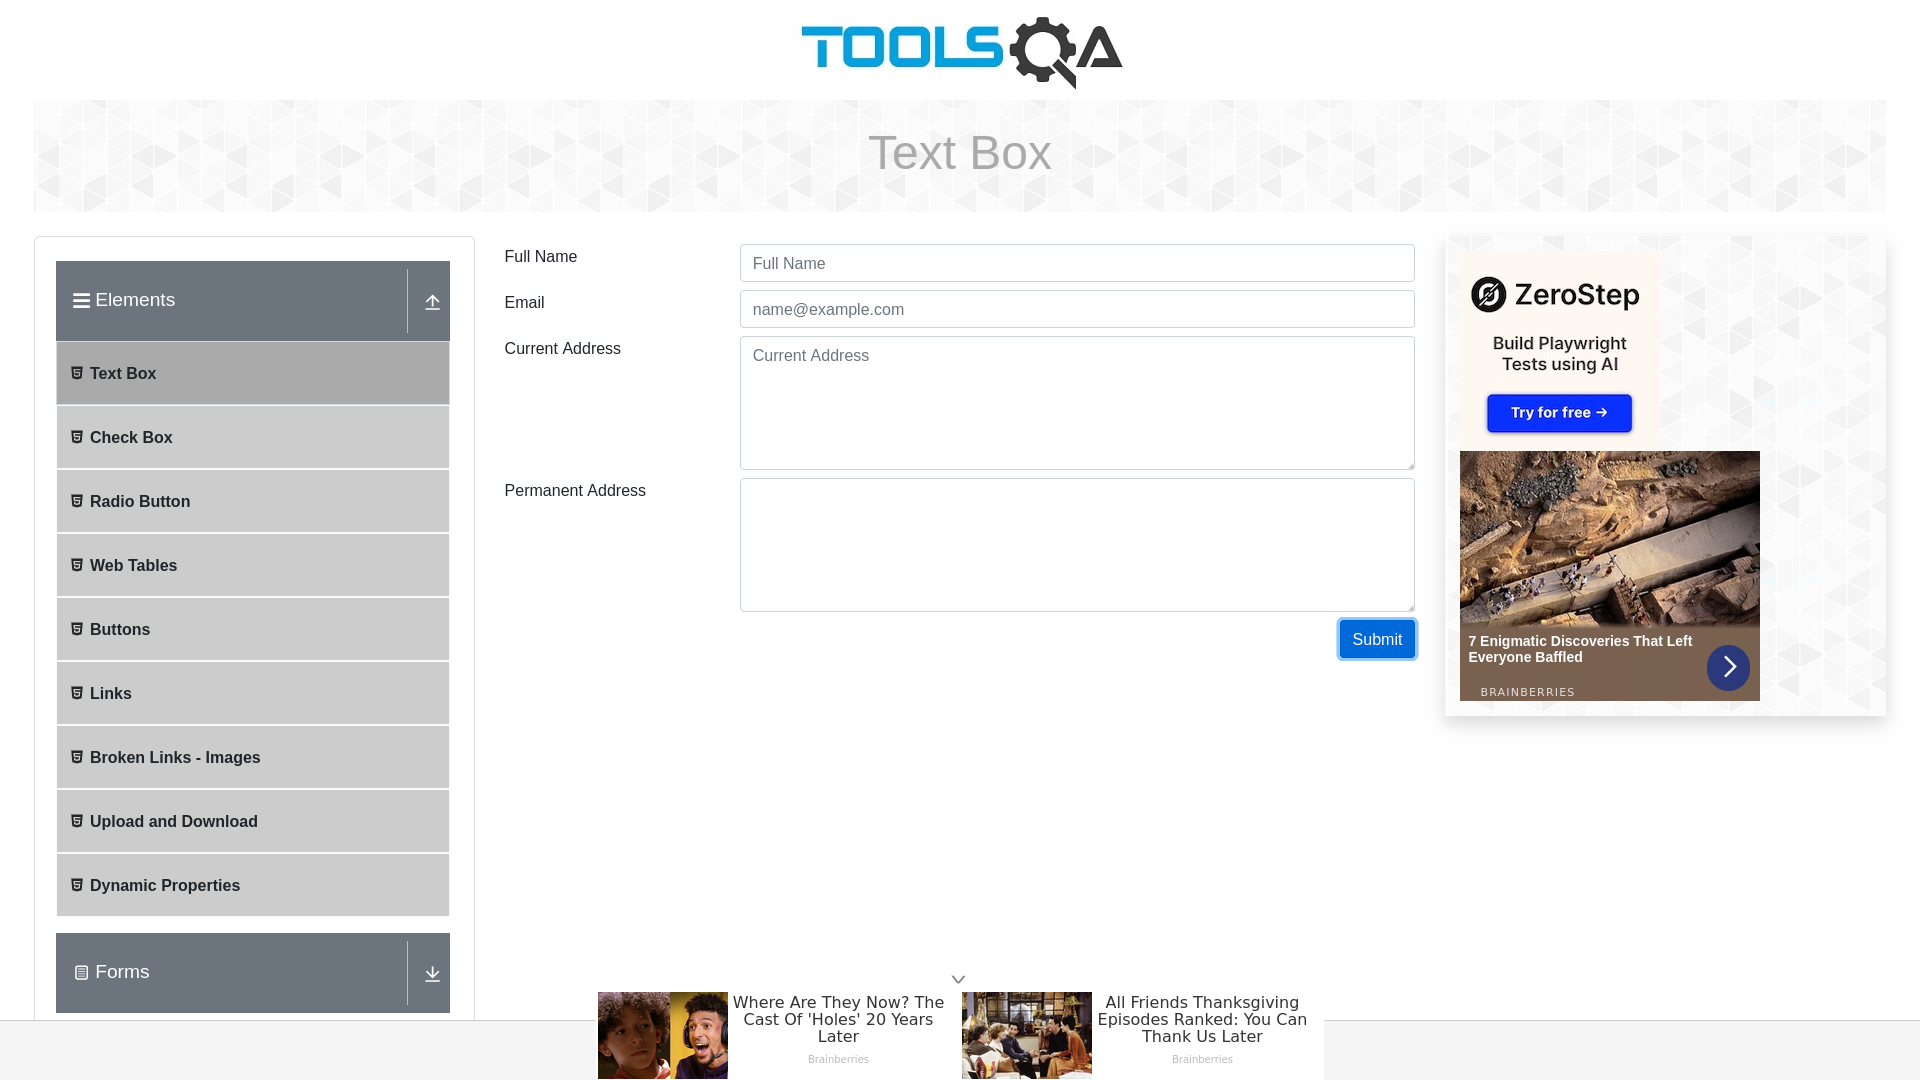 TOOLSQA
Text Box
Elements
Text Box
Check Box
Radio Button
Web Tables
Buttons
Links
Broken Links - Images
Upload and Download
Dynamic Properties
Forms
Full Name
Full Name
Email
name@example.com
Current Address
Current Address
Permanent Address
Submit
ZeroStep
Build Playwright
Tests using AI
Try for free →
7 Enigmatic Discoveries That Left
Everyone Baffled
BRAINBERRIES
Where Are They Now? The
Cast Of 'Holes' 20 Years
Later
Brainberries
All Friends Thanksgiving
Episodes Ranked: You Can
Thank Us Later
Brainberries